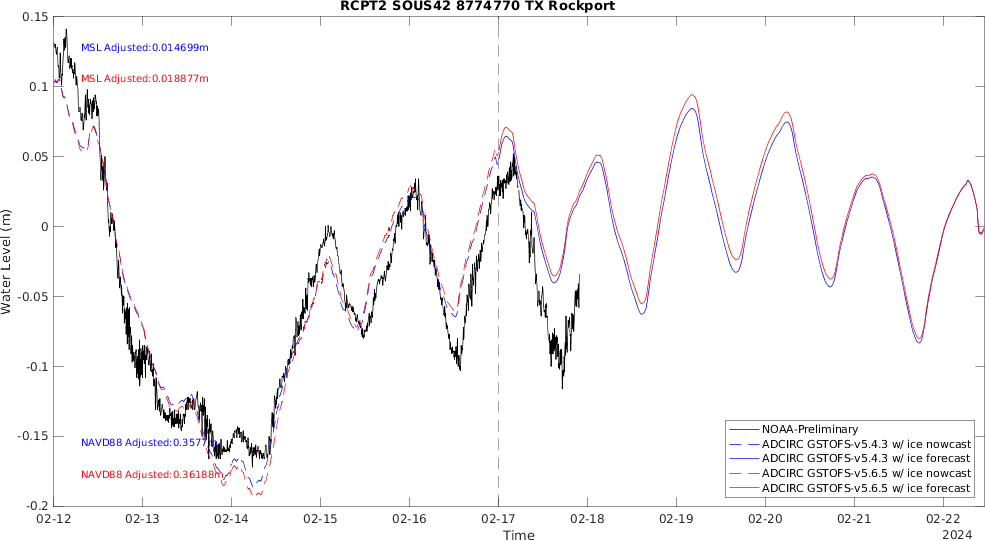 RCPT2 SOUS42 8774770 TX Rockport
0.15
MSL Adjusted:0.014699m
MSL Adjusted:0.018877m
0.1
0.05
0
-0.05
-0.1
-0.15
-0.2
Water Level (m)
NAVD88 Adjusted:0.3577
NAVD88 Adjusted:0.36188m
NOAA-Preliminary
ADCIRC GSTOFS-v5.4.3 w/ ice nowcast
ADCIRC GSTOFS-v5.4.3 w/ ice forecast
ADCIRC GSTOFS-v5.6.5 w/ ice nowcast
ADCIRC GSTOFS-v5.6.5 w/ ice forecast
02-12 02-13 02-14 02-15 02-16 02-17 02-18 02-19 02-20 02-21 02-22
Time
2024